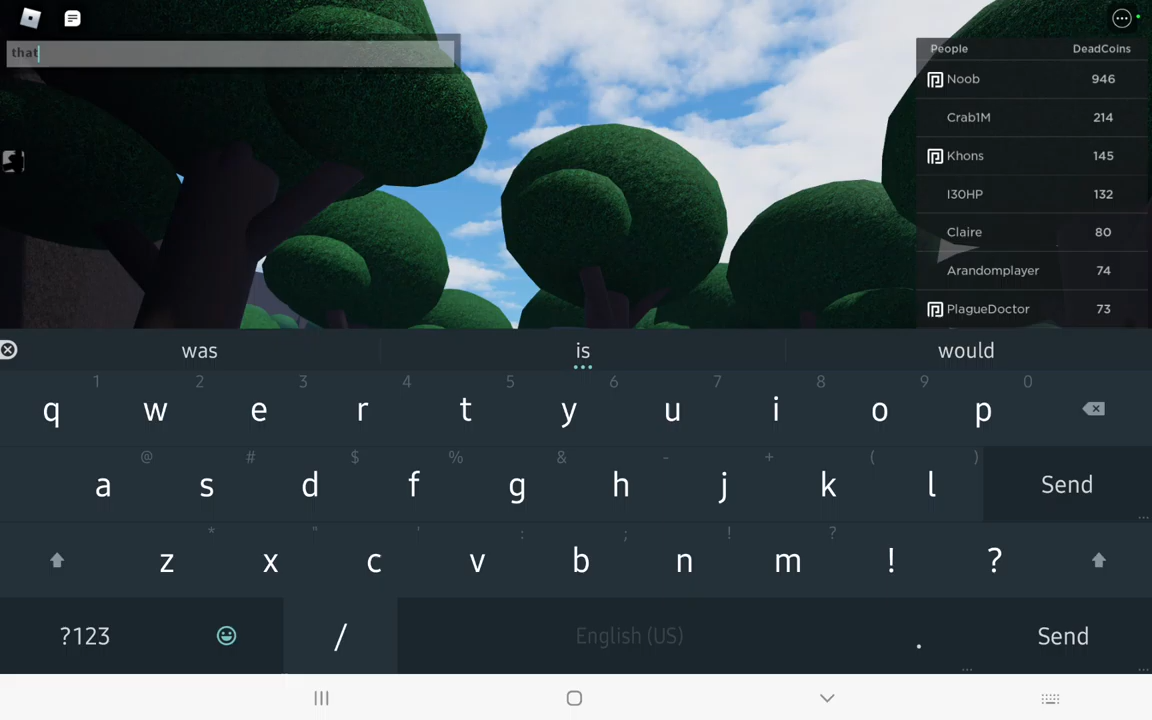 that
People DeadCoins
Noob 946
Crab1M 214
Khons 145
I30HP 132
Claire 80
Arandomplayer 74
PlagueDoctor 73
was is would
1 2 3 4 5 6 7 8 9 0
q w e r t y u i o p
@ # $ % & - + ( )
a s d f g h j k l Send
* " ' : ; ! ?
z x c v b n m ! ?
?123 / English (US) . Send